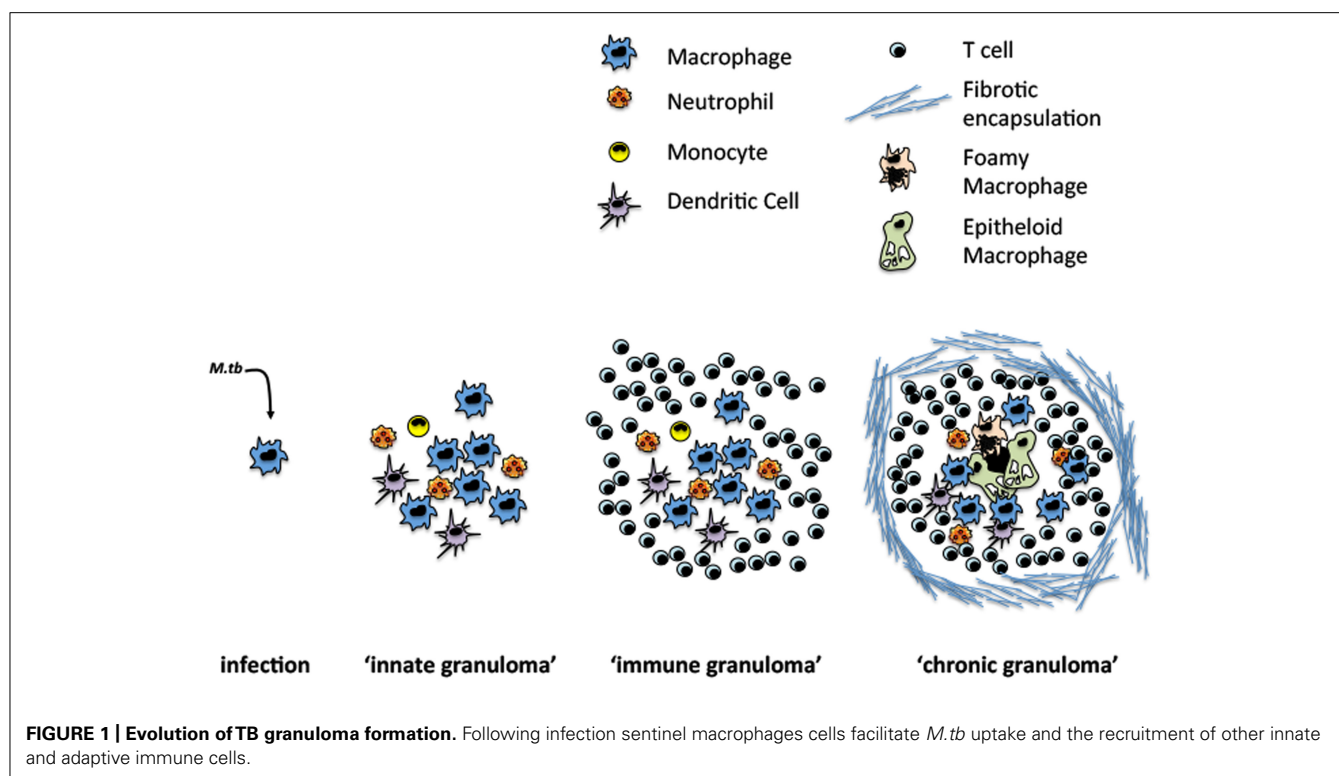 Macrophage
Neutrophil
Monocyte
Dendritic Cell
T cell
Fibrotic
encapsulation
Foamy
Macrophage
Epitheloid
Macrophage
M.tb
infection
'innate granuloma'
'immune granuloma'
'chronic granuloma'
FIGURE 1 | Evolution of TB granuloma formation. Following infection sentinel macrophages cells facilitate M.tb uptake and the recruitment of other innate
and adaptive immune cells.